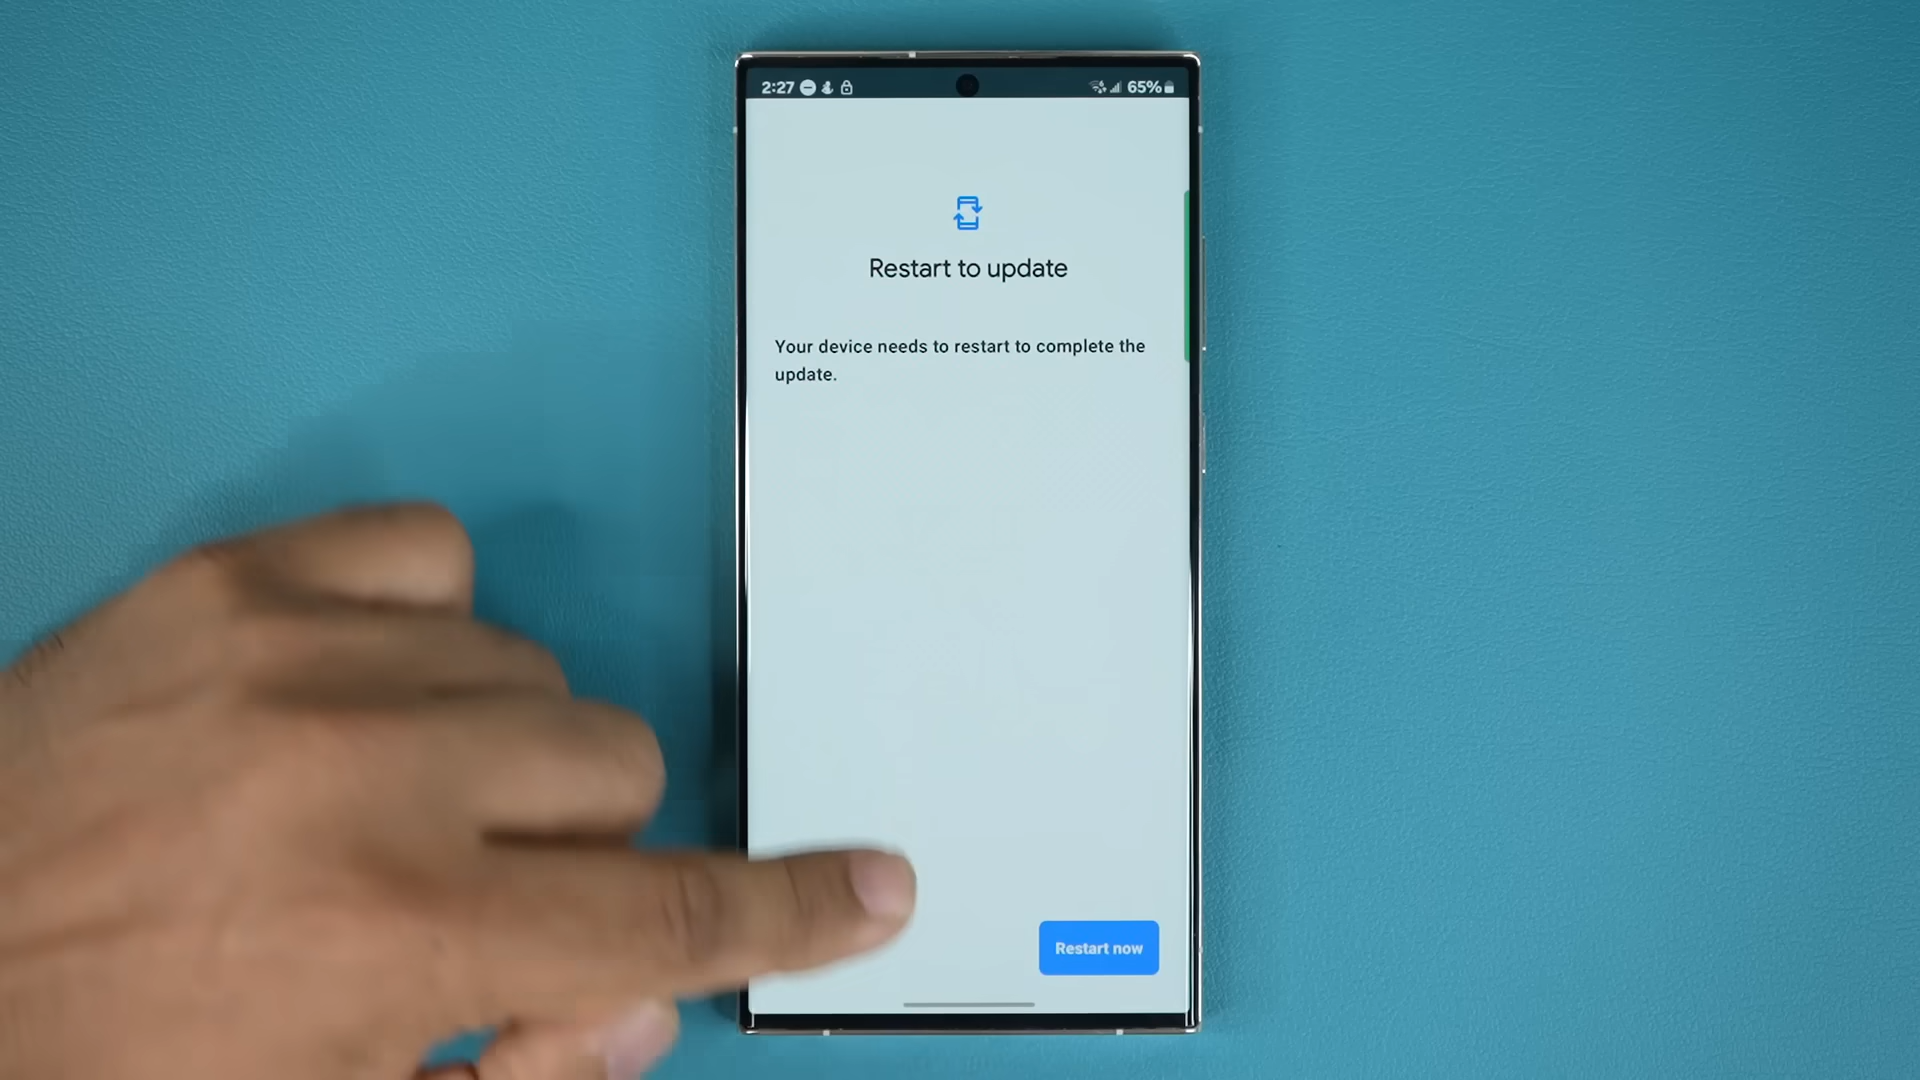 2:27 65%
Restart to update
Your device needs to restart to complete the
update.
Restart now